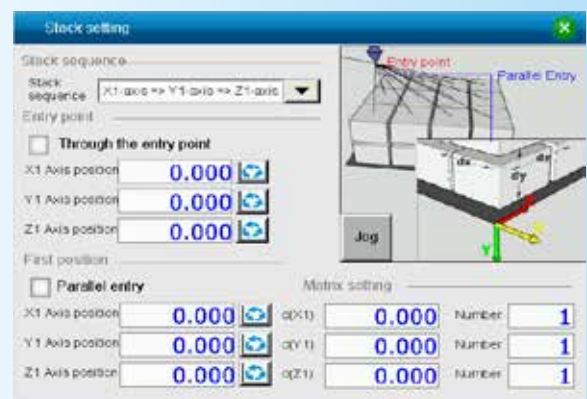 Stack setting
Stack sequence
Stack sequence X1-axis => Y1-axis => Z1-axis
Entry point
Through the entry point
X1 Axis position 0.000
Y1 Axis position 0.000
Z1 Axis position 0.000
Entry point
Parallel Entry
dx
dz
dy
Y
Jog
First position
Parallel entry
Matrix setting
X1 Axis position 0.000 d(X1) 0.000 Number 1
Y1 Axis position 0.000 d(Y1) 0.000 Number 1
Z1 Axis position 0.000 d(Z1) 0.000 Number 1